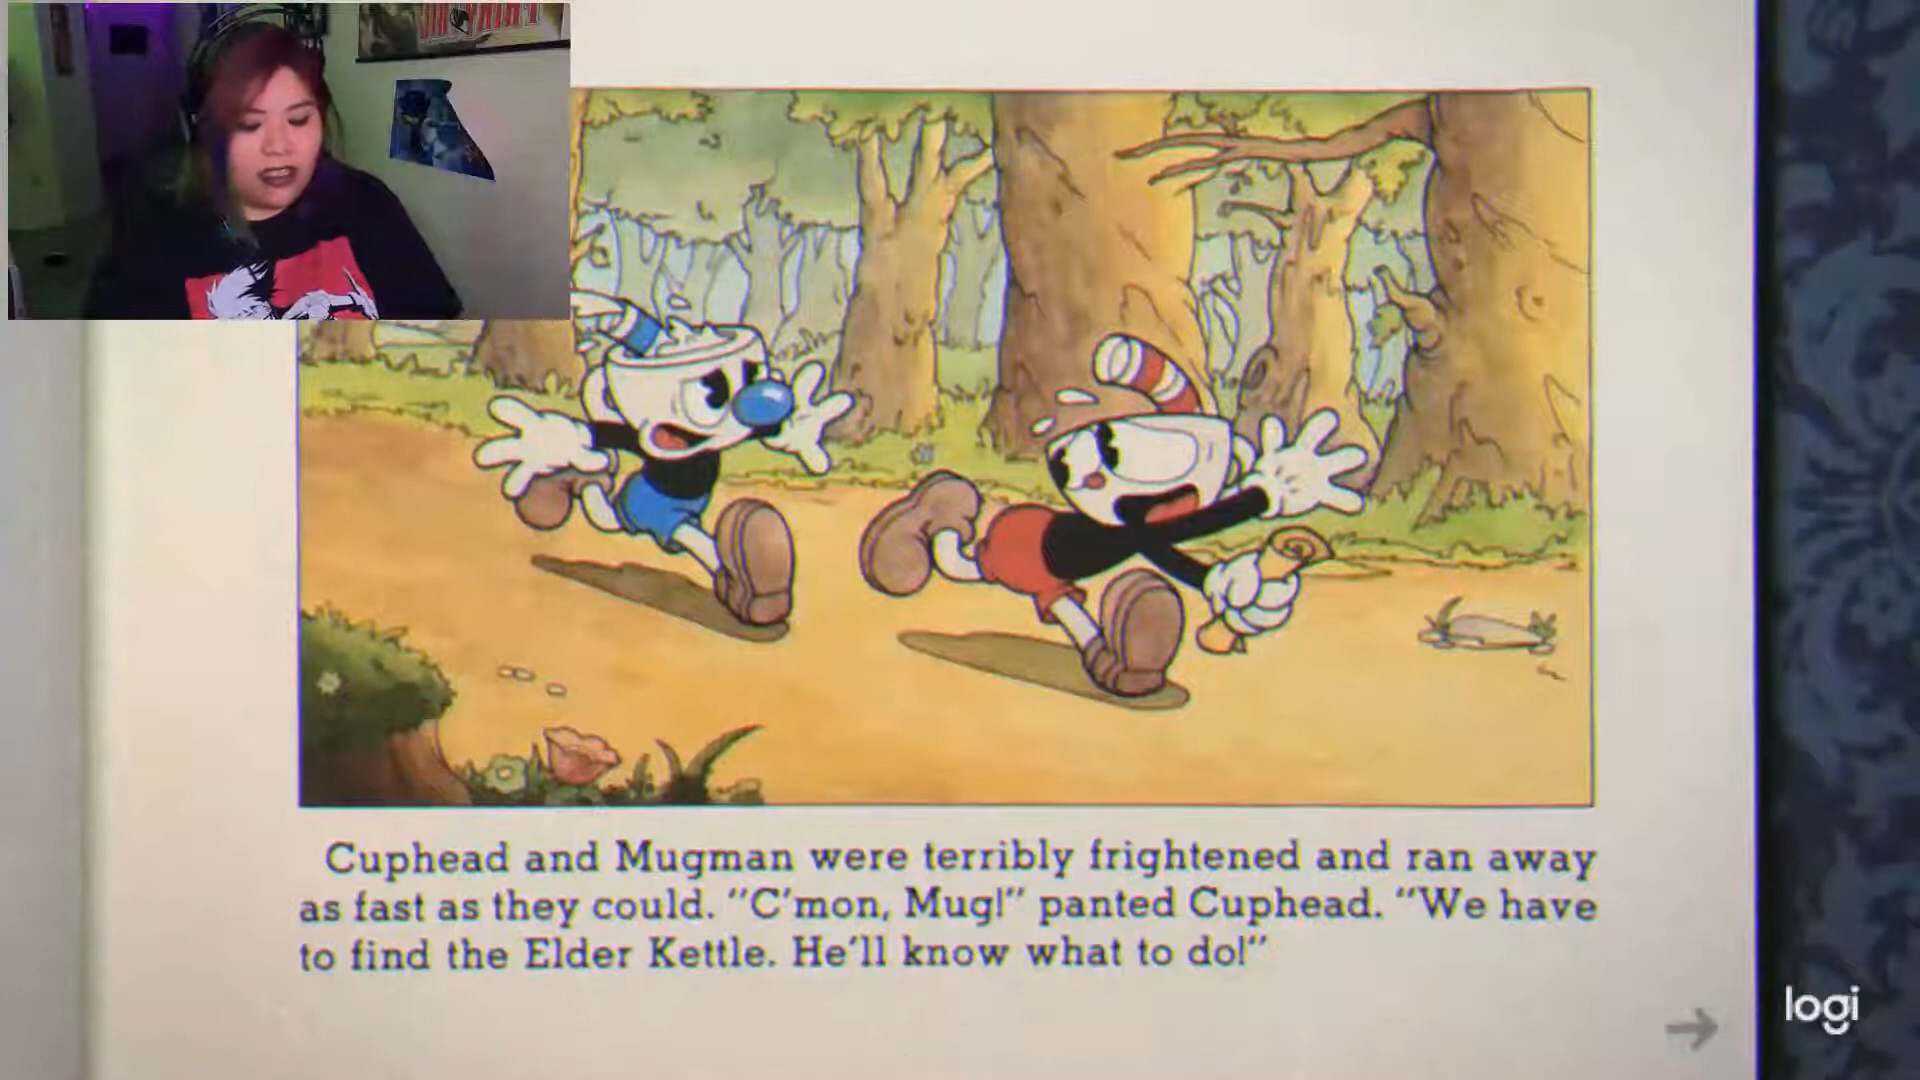 Cuphead and Mugman were terribly frightened and ran away
as fast as they could. "C'mon, Mug!" panted Cuphead. "We have
to find the Elder Kettle. He'll know what to do!"
logi